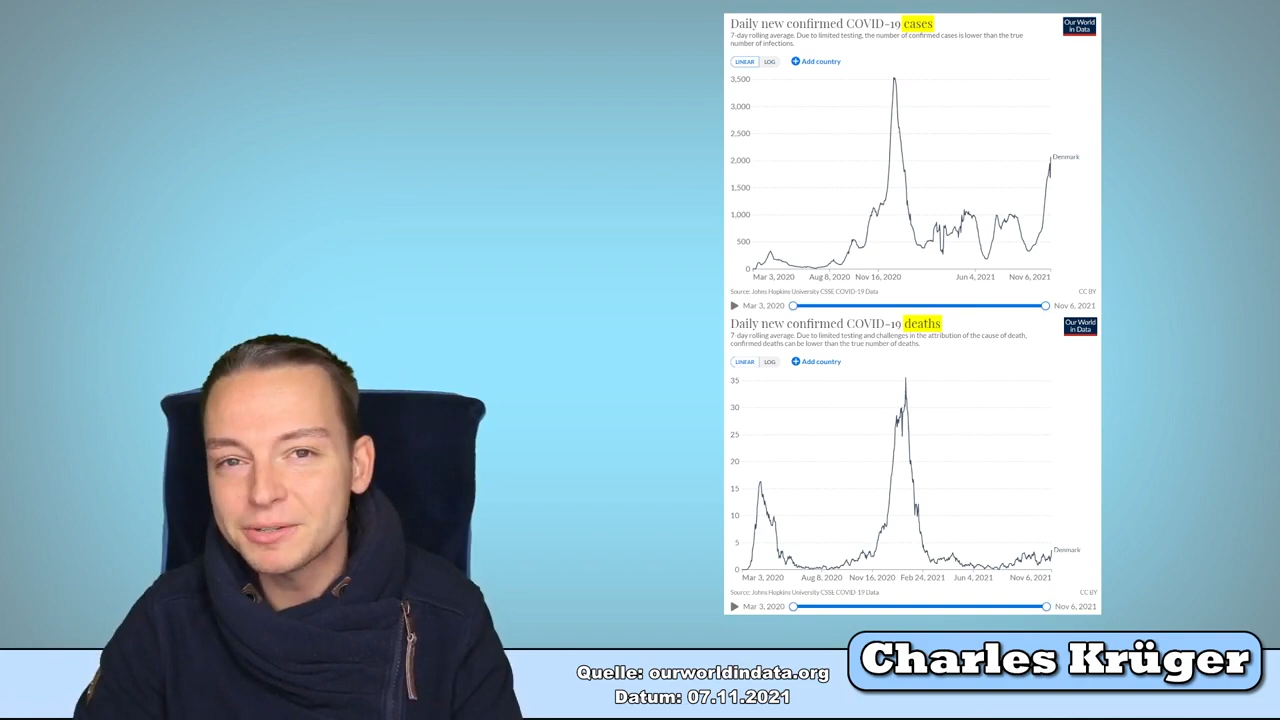 Daily new confirmed COVID-19 cases
Our World
in Data
7-day rolling average. Due to limited testing, the number of confirmed cases is lower than the true
number of infections.
LINEAR LOG Add country
3,500
3,000
2,500
2,000
Denmark
1,500
1,000
500
0
Mar 3, 2020 Aug 8, 2020 Nov 16, 2020 Jun 4, 2021 Nov 6, 2021
Source: Johns Hopkins University CSSE COVID-19 Data CC BY
Mar 3, 2020 Nov 6, 2021
Daily new confirmed COVID-19 deaths
Our World
in Data
7-day rolling average. Due to limited testing and challenges in the attribution of the cause of death,
confirmed deaths can be lower than the true number of deaths.
LINEAR LOG Add country
35
30
25
20
15
10
5
Denmark
0
Mar 3, 2020 Aug 8, 2020 Nov 16, 2020 Feb 24, 2021 Jun 4, 2021 Nov 6, 2021
Source: Johns Hopkins University CSSE COVID-19 Data CC BY
Mar 3, 2020 Nov 6, 2021
Charles Krüger
Quelle: ourworldindata.org
Datum: 07.11.2021